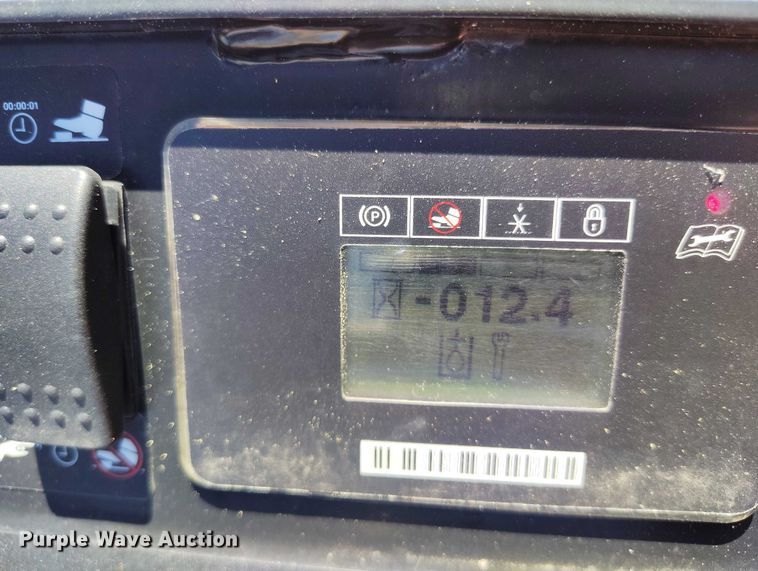 00:00:01
(P)
-012.4
Purple Wave Auction